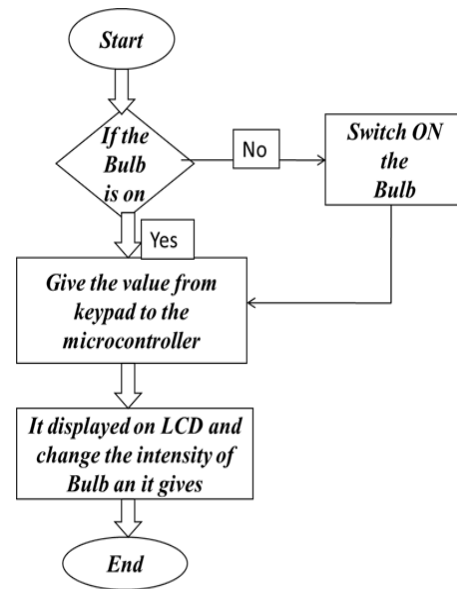 Start
If the
Bulb
is on
No
Switch ON
the
Bulb
Yes
Give the value from
keypad to the
microcontroller
It displayed on LCD and
change the intensity of
Bulb an it gives
End